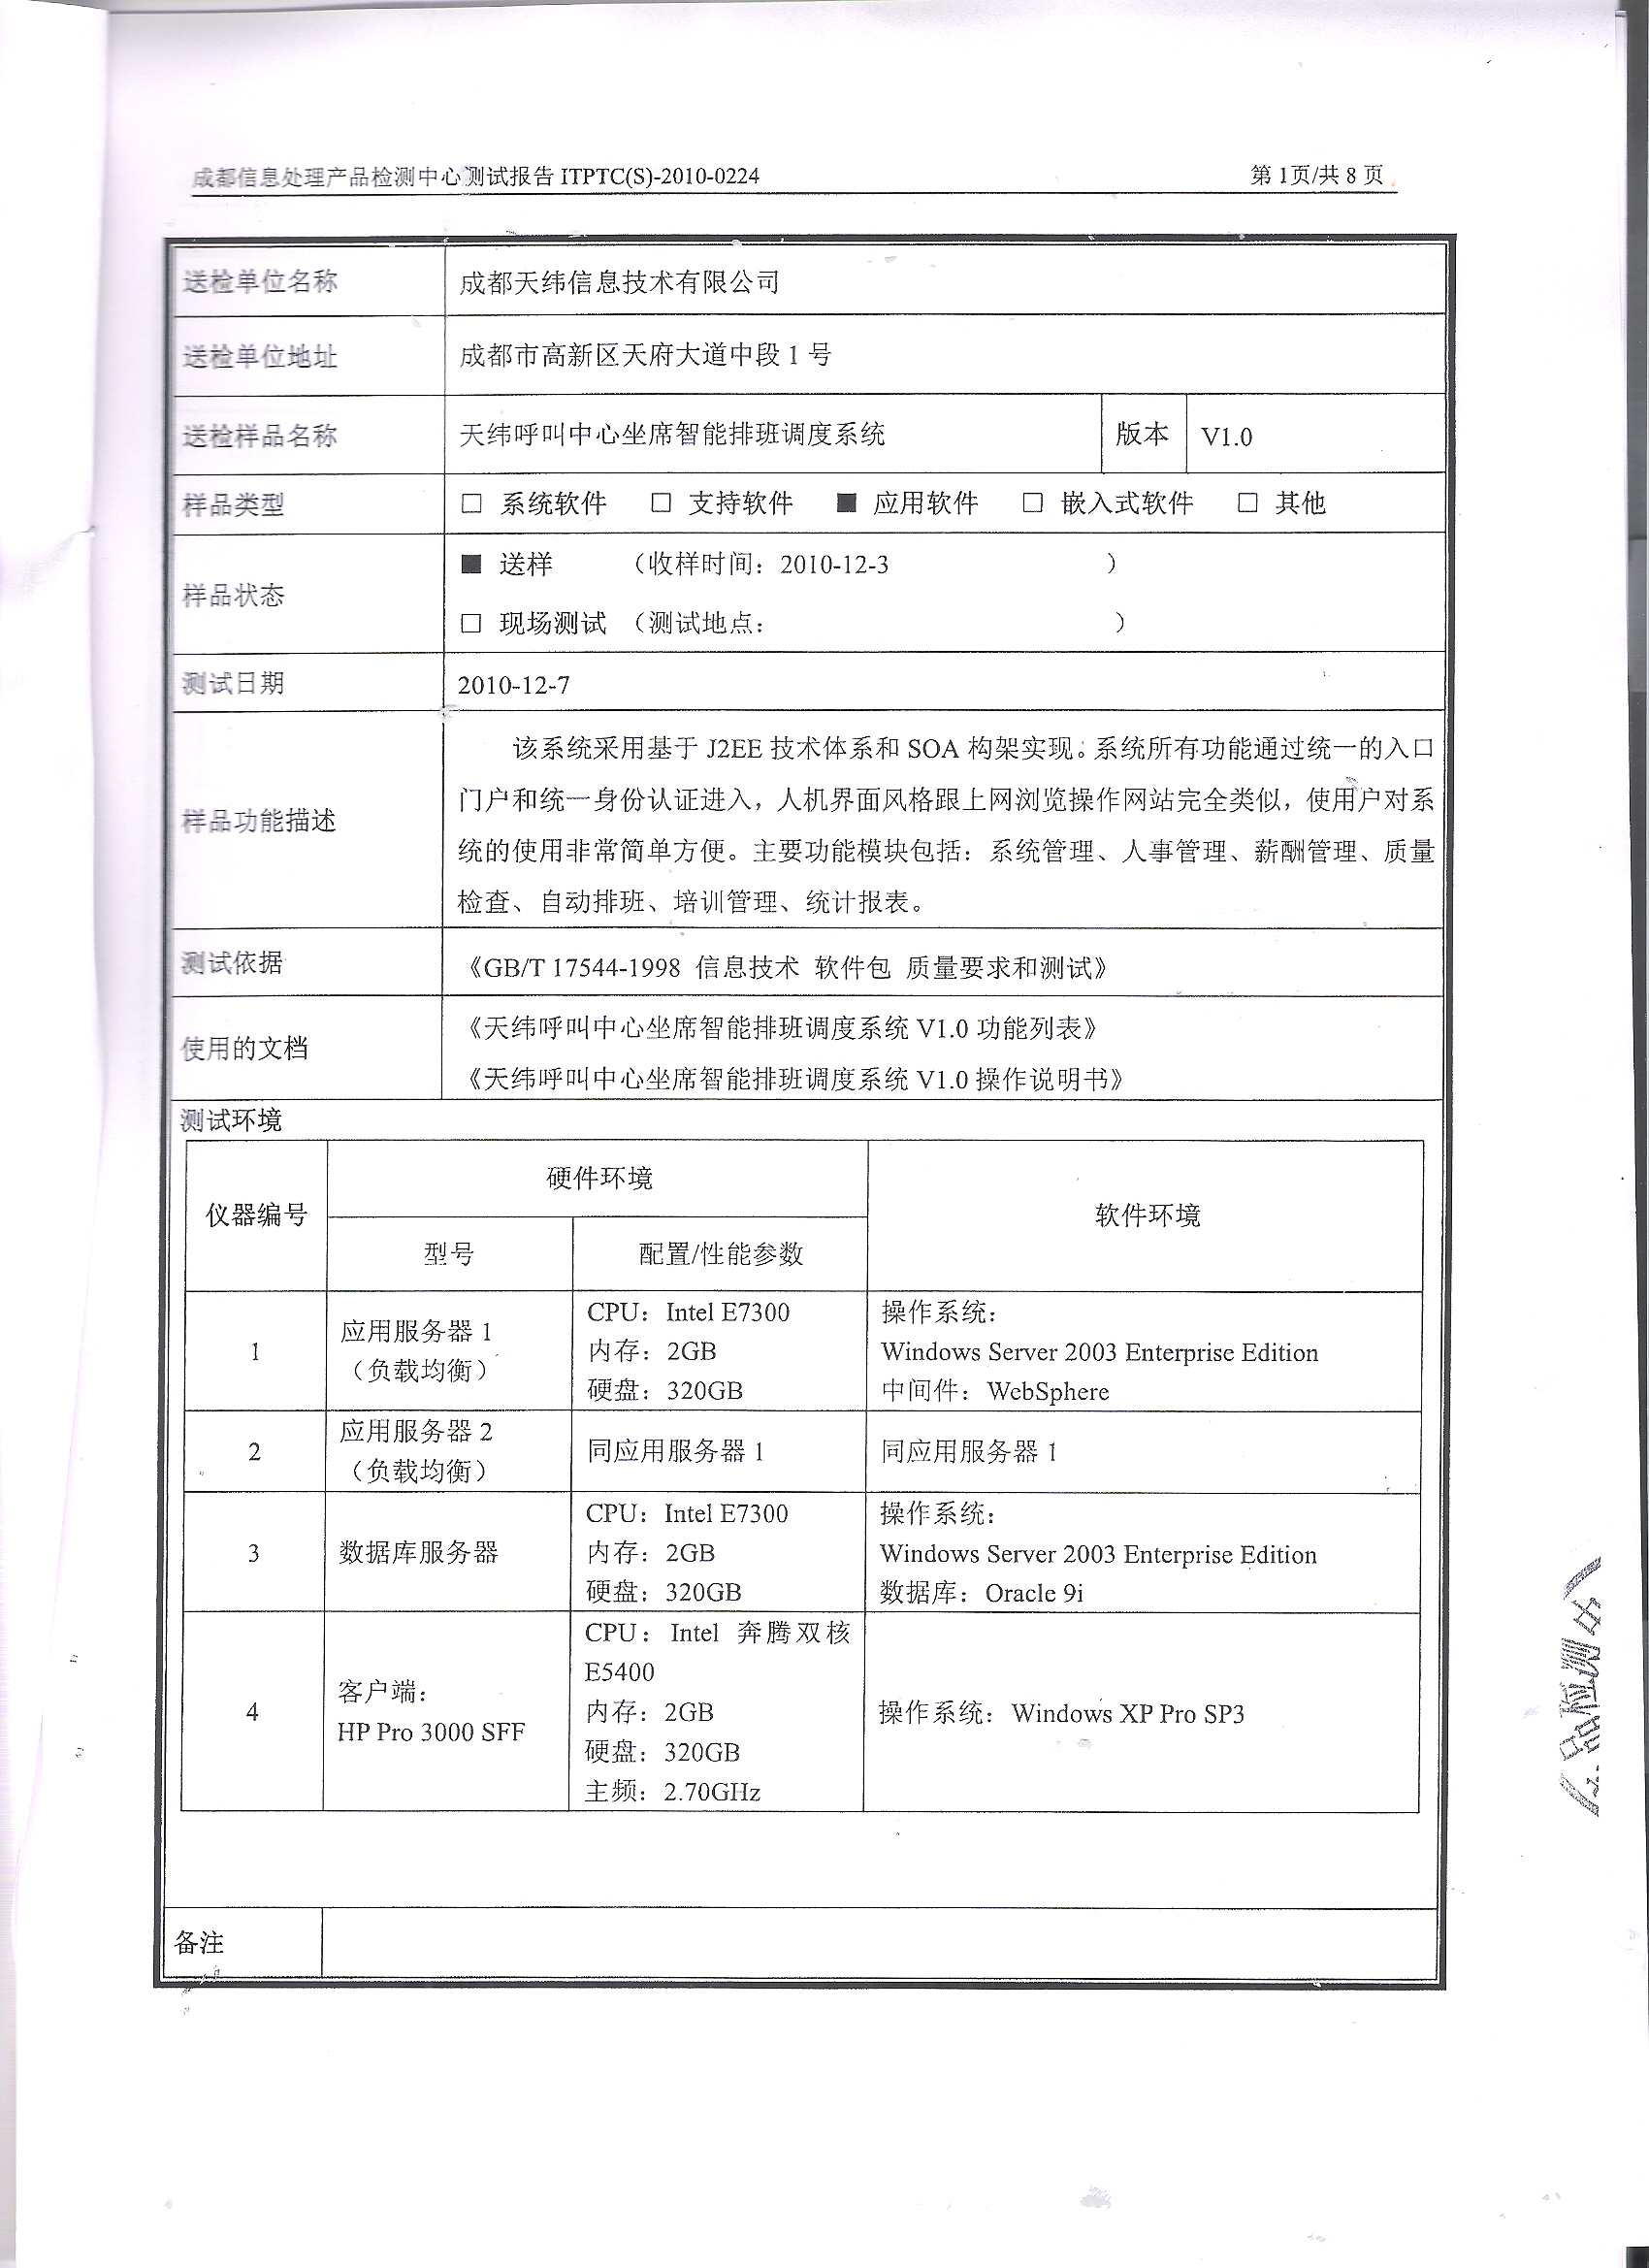 成都信息处理产品检测中心测试报告 ITPTC(S)-2010-0224 第 1页/共 8 页
送检单位名称 成都天纬信息技术有限公司
送检单位地址 成都市高新区天府大道中段 1 号
送检样品名称 天纬呼叫中心坐席智能排班调度系统 版本 V1.0
样品类型 □ 系统软件 □ 支持软件 ■ 应用软件 □ 嵌入式软件 □ 其他
样品状态
■ 送样 （收样时间：2010-12-3 ）
□ 现场测试 （测试地点： ）
测试日期 2010-12-7
样品功能描述
该系统采用基于 J2EE 技术体系和 SOA 构架实现。系统所有功能通过统一的入口
门户和统一身份认证进入，人机界面风格跟上网浏览操作网站完全类似，使用户对系
统的使用非常简单方便。主要功能模块包括：系统管理、人事管理、薪酬管理、质量
检查、自动排班、培训管理、统计报表。
测试依据 《GB/T 17544-1998 信息技术 软件包 质量要求和测试》
使用的文档
《天纬呼叫中心坐席智能排班调度系统 V1.0 功能列表》
《天纬呼叫中心坐席智能排班调度系统 V1.0 操作说明书》
测试环境
仪器编号 硬件环境 软件环境
型号 配置/性能参数
1
应用服务器 1
（负载均衡）
CPU：Intel E7300
内存：2GB
硬盘：320GB
操作系统：
Windows Server 2003 Enterprise Edition
中间件：WebSphere
2
应用服务器 2
（负载均衡）
同应用服务器 1
同应用服务器 1
3
数据库服务器
CPU：Intel E7300
内存：2GB
硬盘：320GB
操作系统：
Windows Server 2003 Enterprise Edition
数据库：Oracle 9i
4
客户端：
HP Pro 3000 SFF
CPU：Intel 奔腾双核
E5400
内存：2GB
硬盘：320GB
主频：2.70GHz
操作系统：Windows XP Pro SP3
备注
品检测